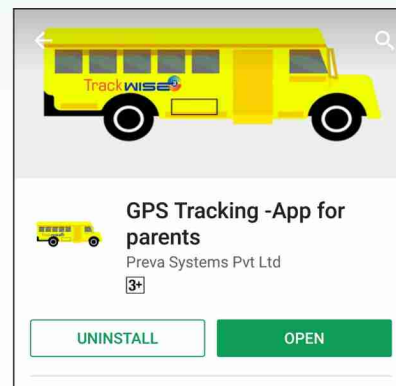 TrackWISE
GPS Tracking -App for
parents
Preva Systems Pvt Ltd
3+
UNINSTALL
OPEN